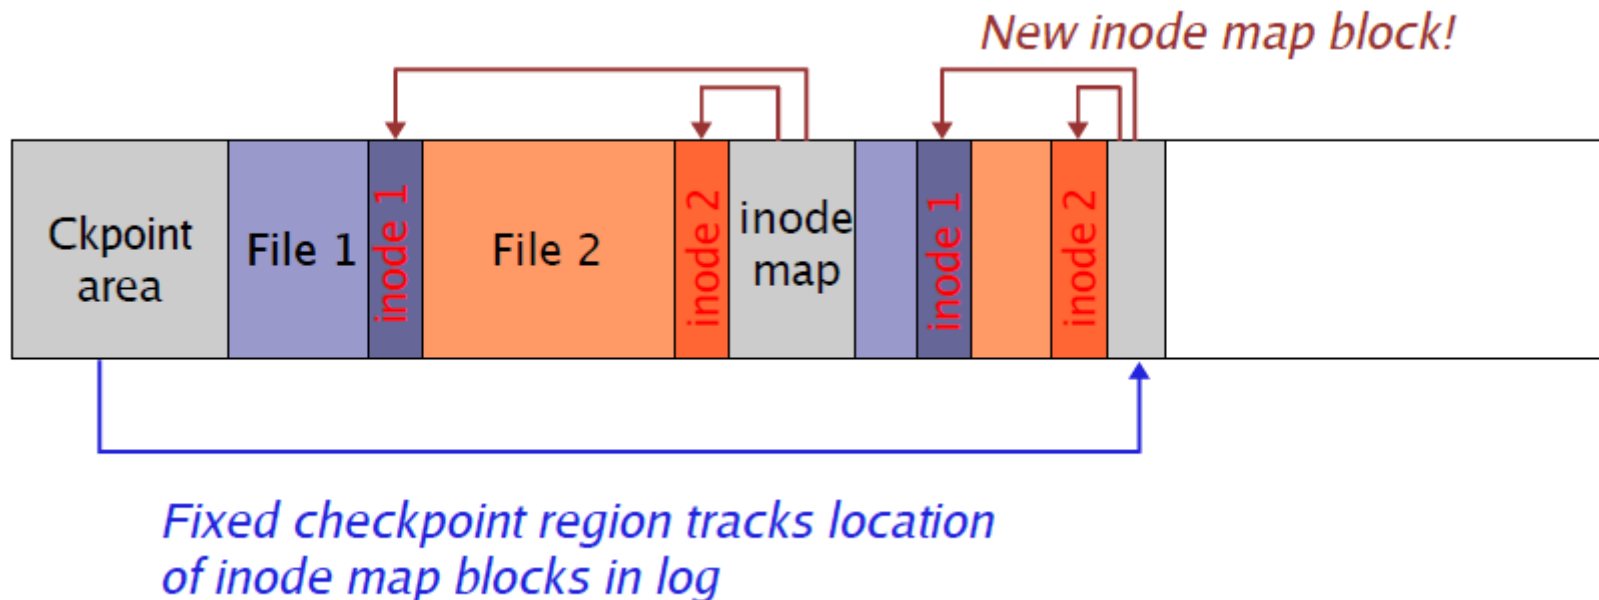 New inode map block!
Ckpoint
area
File 1
inode 1
File 2
inode 2
inode
map
inode 1
inode 2
Fixed checkpoint region tracks location
of inode map blocks in log